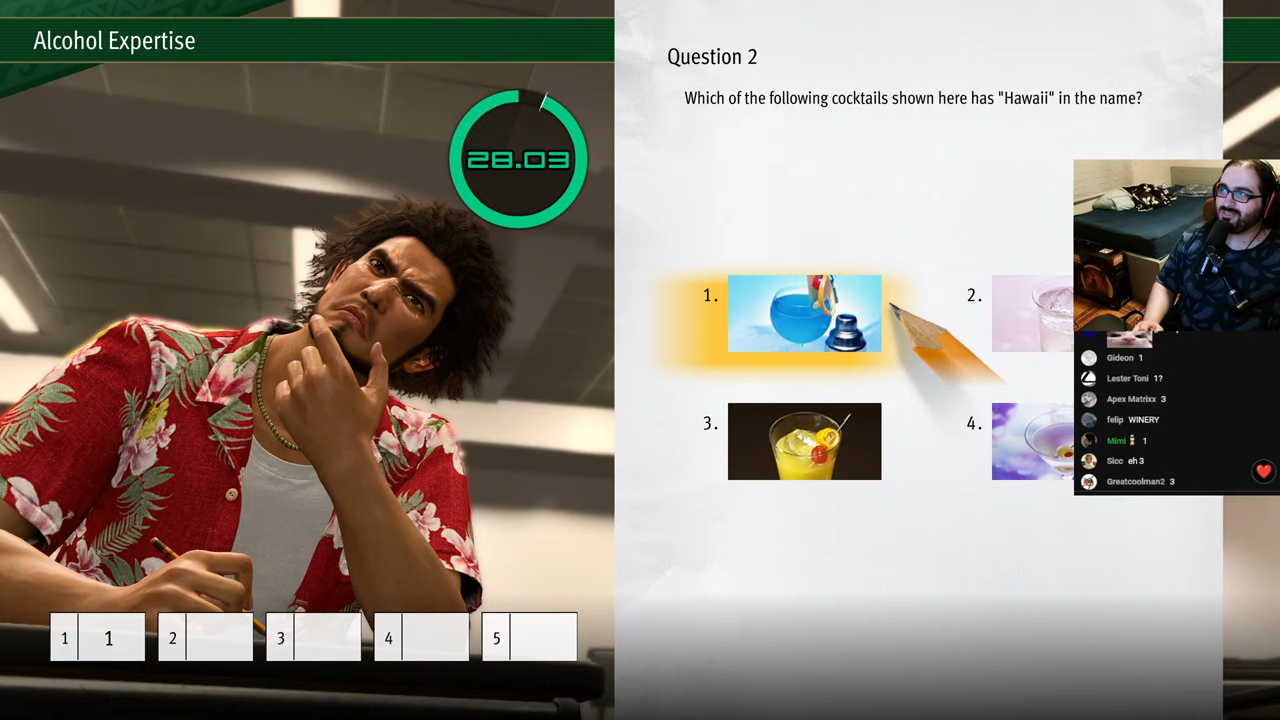 Alcohol Expertise
28.03
Question 2
Which of the following cocktails shown here has "Hawaii" in the name?
1.
2.
3.
4.
Gideon 1
Lester Toni 1?
Apex Matrixx 3
felip WINERY
Mimi 1
Sicc eh 3
Greatcoolman2 3
1 1
2
3
4
5